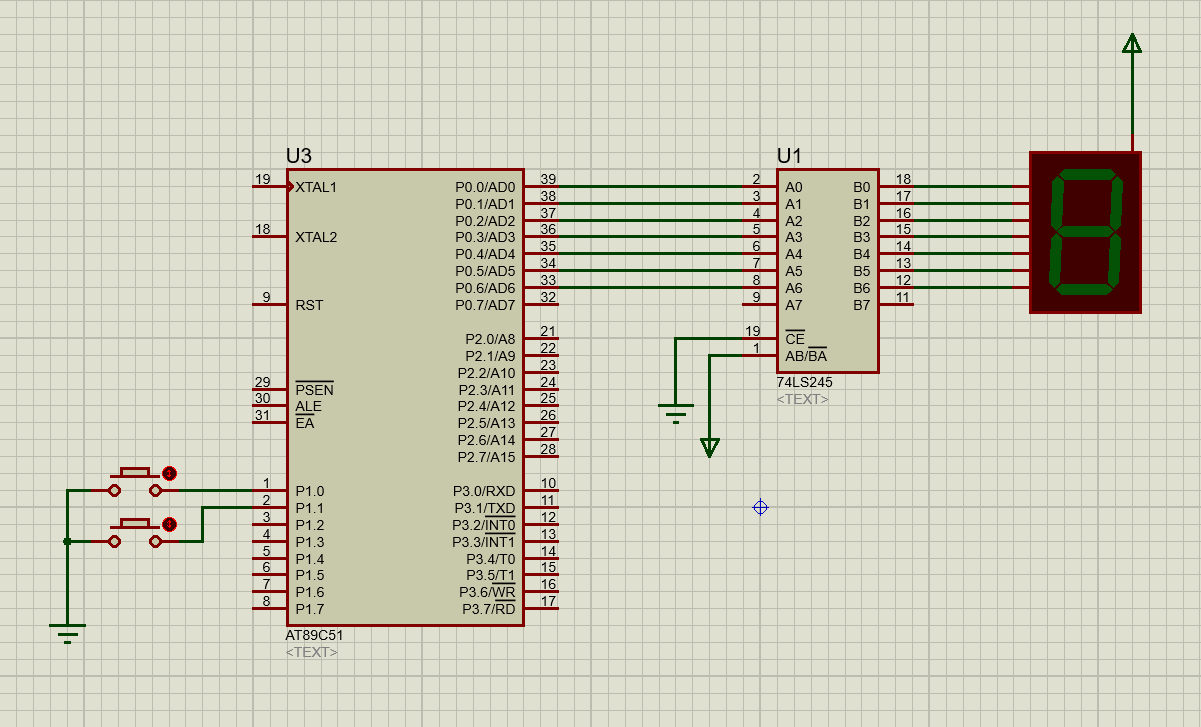 U3
19 XTAL1
18 XTAL2
9 RST
29 PSEN
30 ALE
31 EA
1 P1.0
2 P1.1
3 P1.2
4 P1.3
5 P1.4
6 P1.5
7 P1.6
8 P1.7
P0.0/AD0 39
P0.1/AD1 38
P0.2/AD2 37
P0.3/AD3 36
P0.4/AD4 35
P0.5/AD5 34
P0.6/AD6 33
P0.7/AD7 32
P2.0/A8 21
P2.1/A9 22
P2.2/A10 23
P2.3/A11 24
P2.4/A12 25
P2.5/A13 26
P2.6/A14 27
P2.7/A15 28
P3.0/RXD 10
P3.1/TXD 11
P3.2/INT0 12
P3.3/INT1 13
P3.4/T0 14
P3.5/T1 15
P3.6/WR 16
P3.7/RD 17
AT89C51
<TEXT>
U1
2 A0 B0 18
3 A1 B1 17
4 A2 B2 16
5 A3 B3 15
6 A4 B4 14
7 A5 B5 13
8 A6 B6 12
9 A7 B7 11
19 CE
1 AB/BA
74LS245
<TEXT>